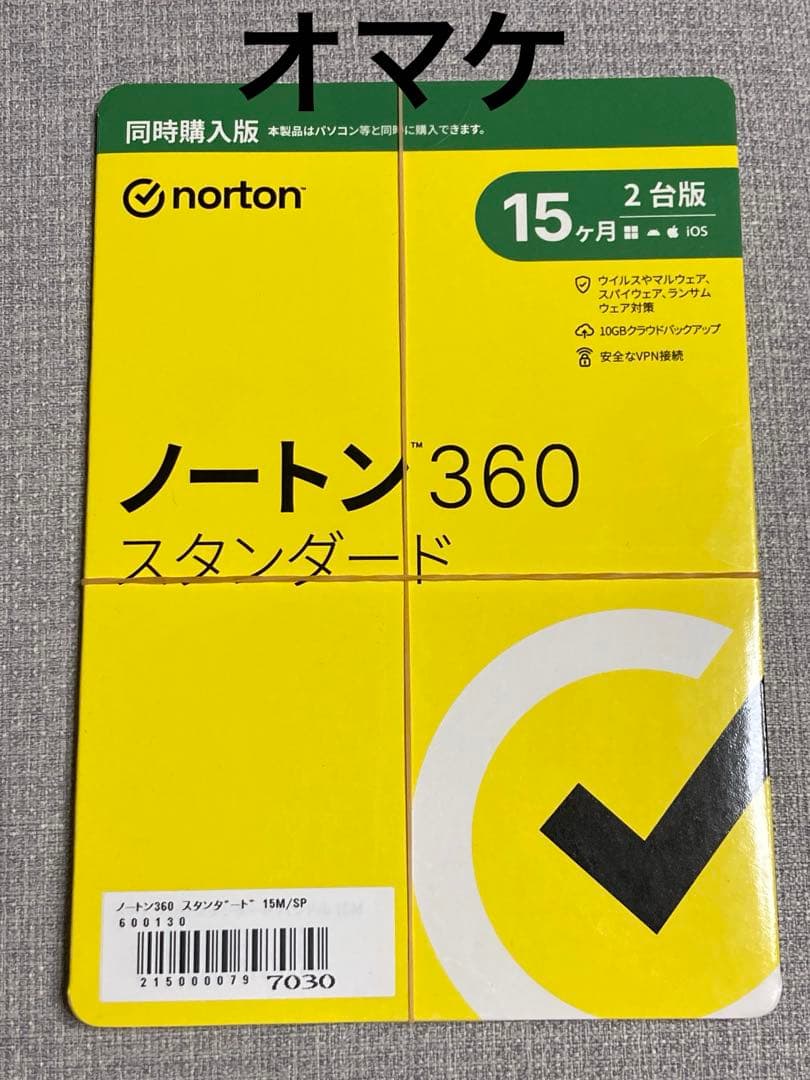 オマケ
同時購入版 本製品はパソコン等と同時に購入できます。
norton™
15ヶ月
2台版
iOS
ウイルスやマルウェア、
スパイウェア、ランサム
ウェア対策
10GBクラウドバックアップ
安全なVPN接続
ノートン™360
スタンダード
ノートン360 スタンダード 15M/SP
600130
215000079 7030